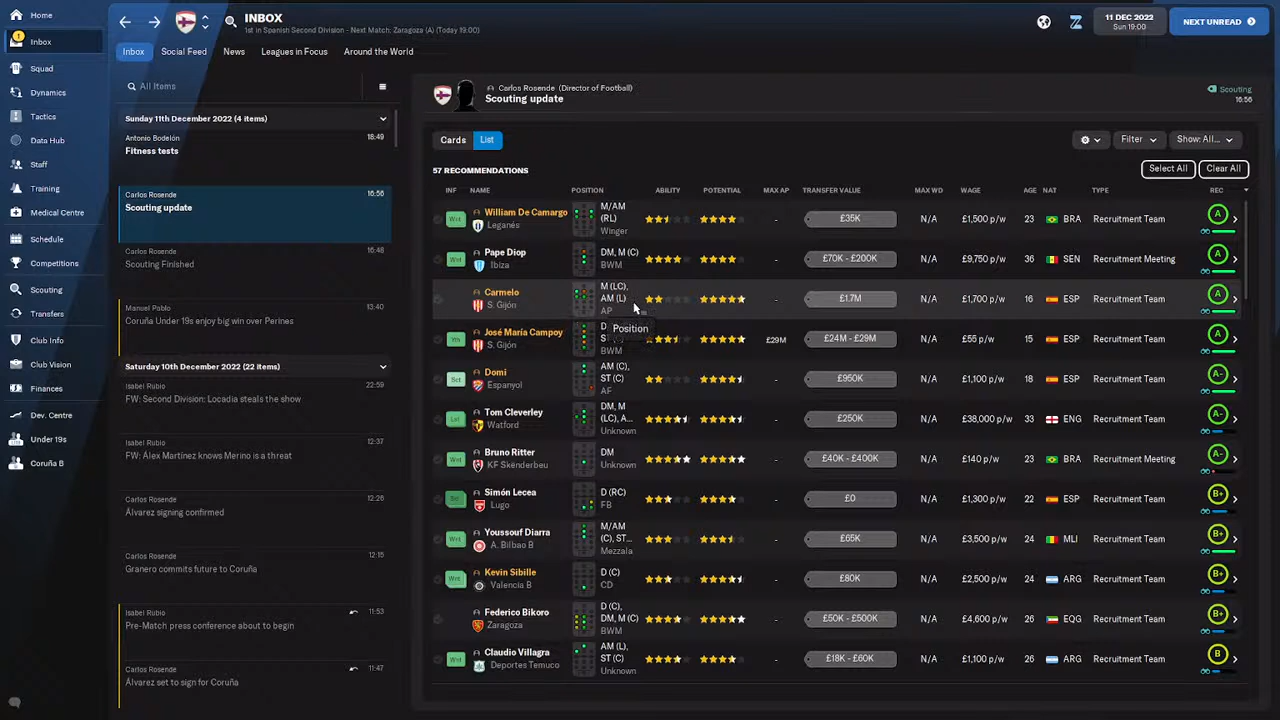 Home
Inbox
1
Squad
Dynamics
Tactics
Data Hub
Staff
Training
Medical Centre
Schedule
Competitions
Scouting
Transfers
Club Info
Club Vision
Finances
Dev. Centre
Under 19s
Coruña B
INBOX
1st in Spanish Second Division - Next Match: Zaragoza (A) (Today 19:00)
11 DEC 2022
Sun 19:00
NEXT UNREAD
Inbox Social Feed News Leagues in Focus Around the World
All Items
Sunday 11th December 2022 (4 items)
Antonio Bodelón 18:49
Fitness tests
Carlos Rosende 16:56
Scouting update
Carlos Rosende 16:48
Scouting Finished
Manuel Pablo 13:40
Coruña Under 19s enjoy big win over Perines
Saturday 10th December 2022 (22 items)
Isabel Rubio 22:59
FW: Second Division: Locadia steals the show
Isabel Rubio 12:37
FW: Álex Martínez knows Merino is a threat
Carlos Rosende 12:26
Álvarez signing confirmed
Carlos Rosende 12:15
Granero commits future to Coruña
Isabel Rubio 11:53
Pre-Match press conference about to begin
Carlos Rosende 11:47
Álvarez set to sign for Coruña
Carlos Rosende (Director of Football)
Scouting update
Scouting
16:56
Cards List
Filter Show: All...
57 RECOMMENDATIONS
Select All Clear All
INF NAME POSITION ABILITY POTENTIAL MAX AP TRANSFER VALUE MAX WD WAGE AGE NAT TYPE REC
Wnt William De Camargo Leganés M/AM (RL) Winger - £35K N/A £1,500 p/w 23 BRA Recruitment Team A
Wnt Pape Diop Ibiza DM, M (C) BWM - £70K - £200K N/A £9,750 p/w 36 SEN Recruitment Meeting A
Carmelo S. Gijón M (LC), AM (L) AP - £1.7M N/A £1,700 p/w 16 ESP Recruitment Team A
Position
Yth José María Campoy S. Gijón D S BWM £29M £24M - £29M N/A £55 p/w 15 ESP Recruitment Team A
Sct Domi Espanyol AM (C), ST (C) AF - £950K N/A £1,100 p/w 18 ESP Recruitment Team A-
Lst Tom Cleverley Watford DM, M (LC), A... Unknown - £250K N/A £38,000 p/w 33 ENG Recruitment Team A-
Wnt Bruno Ritter KF Skënderbeu DM Unknown - £40K - £400K N/A £140 p/w 23 BRA Recruitment Meeting A-
Simón Lecea Lugo D (RC) FB - £0 N/A £1,300 p/w 22 ESP Recruitment Team B+
Wnt Youssouf Diarra A. Bilbao B M/AM (C), ST... Mezzala - £65K N/A £3,500 p/w 24 MLI Recruitment Team B+
Wnt Kevin Sibille Valencia B D (C) CD - £80K N/A £2,500 p/w 24 ARG Recruitment Team B+
Federico Bikoro Zaragoza D (C), DM, M (C) BWM - £50K - £500K N/A £4,600 p/w 26 EQG Recruitment Team B+
Wnt Claudio Villagra Deportes Temuco AM (L), ST (C) Unknown - £18K - £60K N/A £1,100 p/w 26 ARG Recruitment Team B